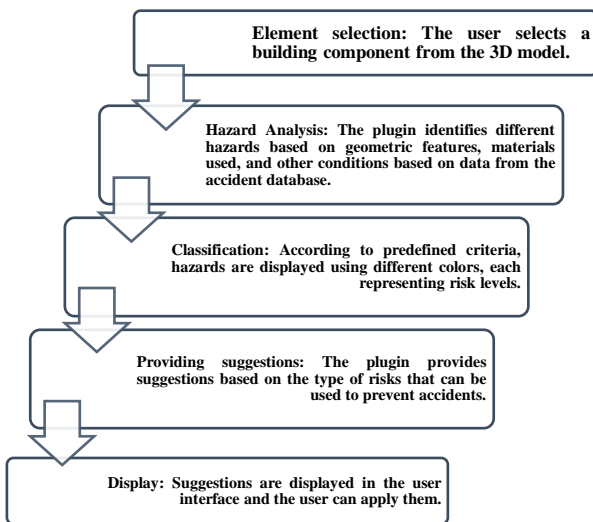 Element selection: The user selects a
building component from the 3D model.
Hazard Analysis: The plugin identifies different
hazards based on geometric features, materials
used, and other conditions based on data from the
accident database.
Classification: According to predefined criteria,
hazards are displayed using different colors, each
representing risk levels.
Providing suggestions: The plugin provides
suggestions based on the type of risks that can be
used to prevent accidents.
Display: Suggestions are displayed in the user
interface and the user can apply them.